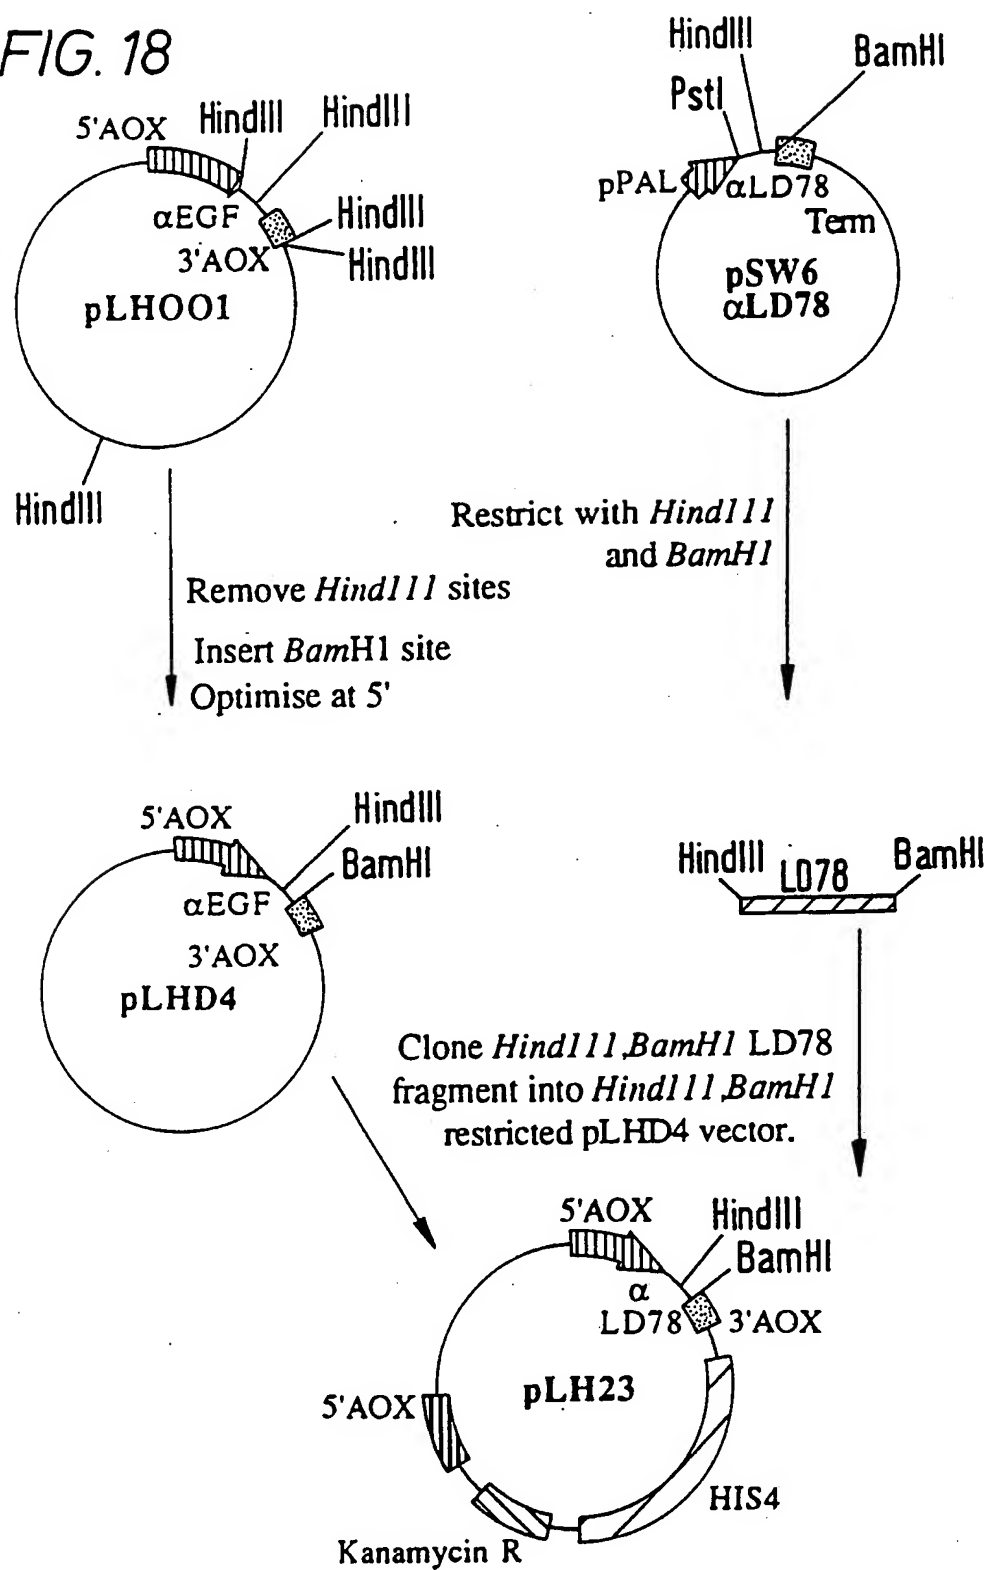 FIG. 18
5'AOX
HindIII
HindIII
αEGF
HindIII
3'AOX
HindIII
pLHOO1
HindIII
HindIII
BamHI
PstI
pPAL
αLD78
Term
pSW6
αLD78
Remove Hind111 sites
Insert BamH1 site
Optimise at 5'
Restrict with Hind111
and BamH1
5'AOX
HindIII
BamHI
αEGF
3'AOX
pLHD4
HindIII
LD78
BamHI
Clone Hind111,BamH1 LD78
fragment into Hind111,BamH1
restricted pLHD4 vector.
5'AOX
HindIII
BamHI
α
LD78
3'AOX
pLH23
5'AOX
HIS4
Kanamycin R